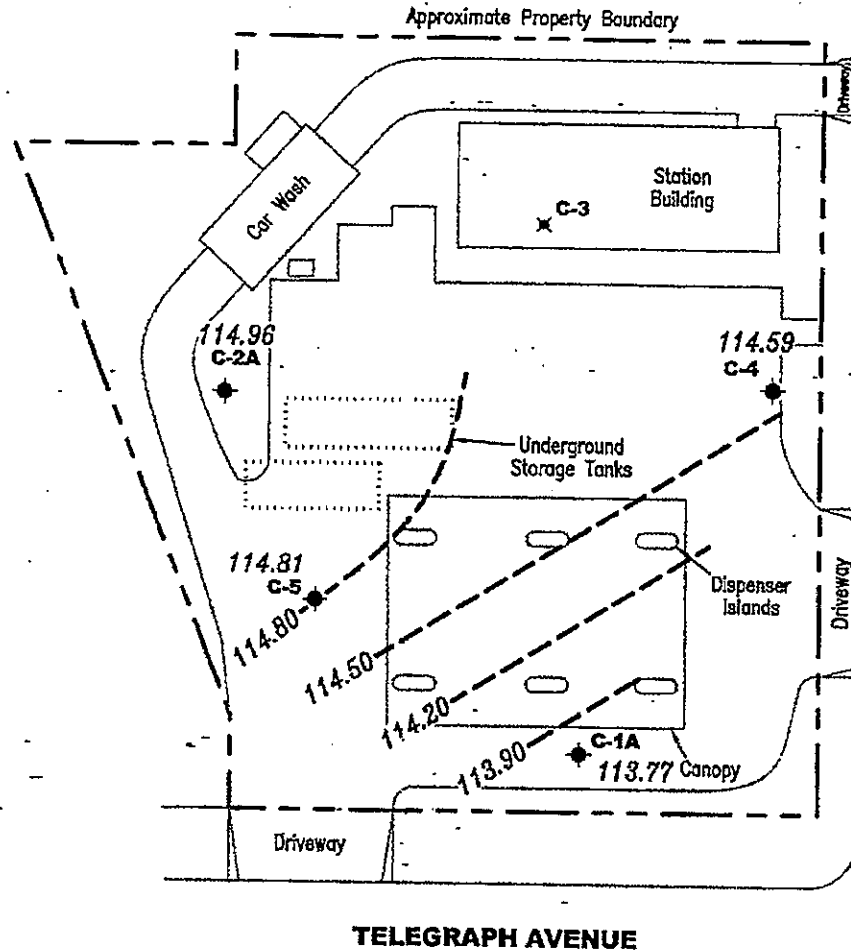 Approximate Property Boundary
Driveway
Car Wash
Station
Building
C-3
114.96
C-2A
114.59
C-4
Underground
Storage Tanks
114.81
C-5
Dispenser
Islands
Driveway
114.80
114.50
114.20
113.90
C-1A
113.77
Canopy
Driveway
TELEGRAPH AVENUE